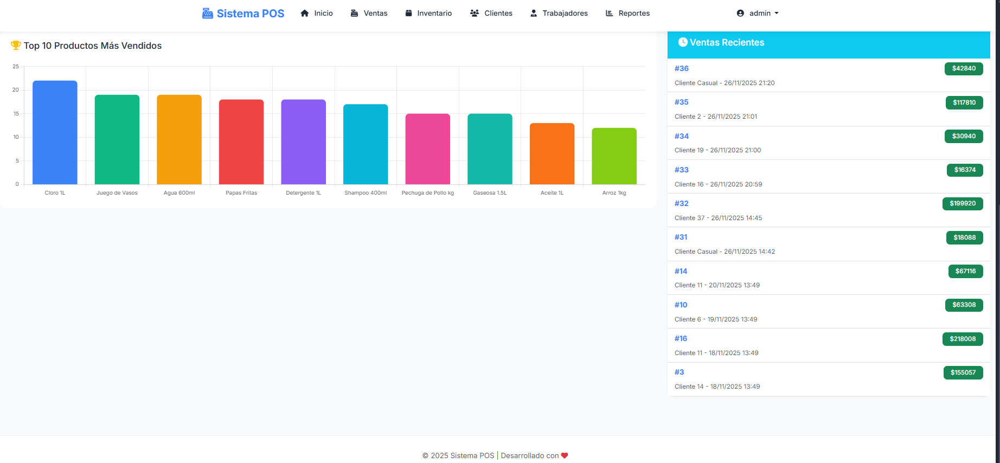 Sistema POS
Inicio
Ventas
Inventario
Clientes
Trabajadores
Reportes
admin
Top 10 Productos Más Vendidos
25
20
15
10
5
0
Cloro 1L
Juego de Vasos
Agua 600ml
Papas Fritas
Detergente 1L
Shampoo 400ml
Pechuga de Pollo kg
Gaseosa 1.5L
Aceite 1L
Arroz 1kg
Ventas Recientes
#36 $42840
Cliente Casual - 26/11/2025 21:20
#35 $117810
Cliente 2 - 26/11/2025 21:01
#34 $30940
Cliente 19 - 26/11/2025 21:00
#33 $16374
Cliente 16 - 26/11/2025 20:59
#32 $199920
Cliente 37 - 26/11/2025 14:45
#31 $18088
Cliente Casual - 26/11/2025 14:42
#14 $67116
Cliente 11 - 20/11/2025 13:49
#10 $63308
Cliente 6 - 19/11/2025 13:49
#16 $218008
Cliente 11 - 18/11/2025 13:49
#3 $155057
Cliente 14 - 18/11/2025 13:49
© 2025 Sistema POS | Desarrollado con